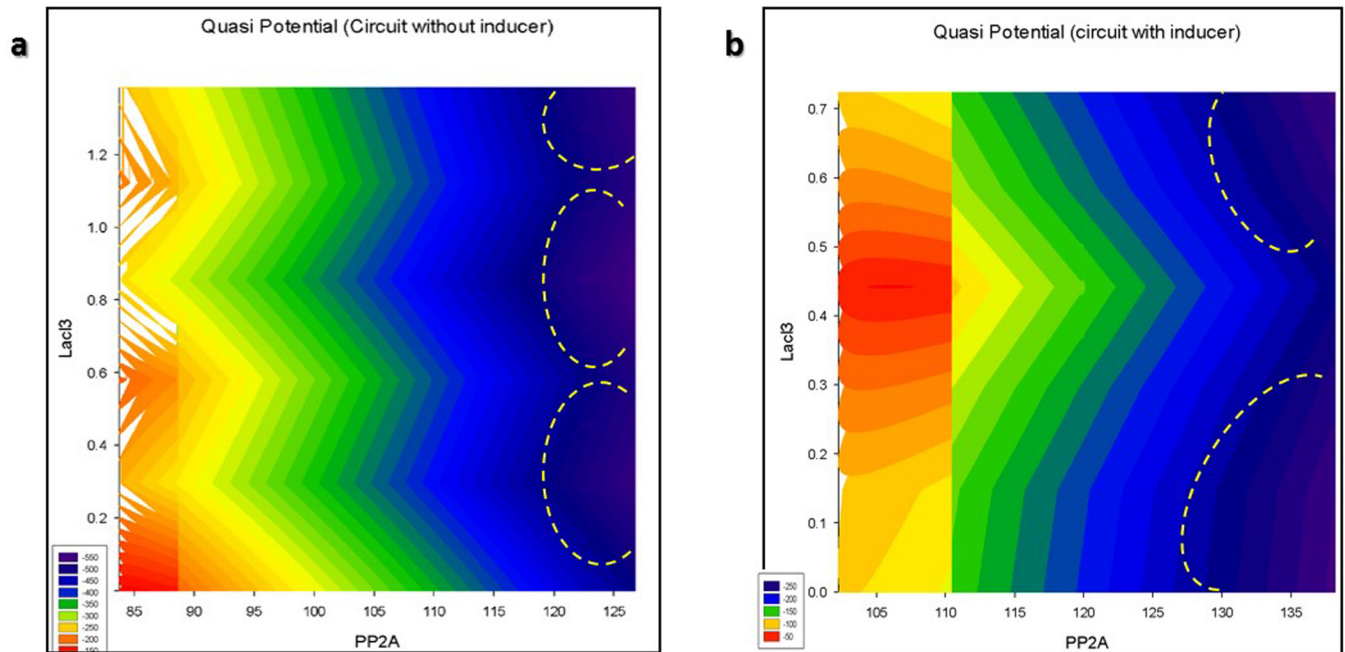 a
Quasi Potential (Circuit without inducer)
1.2
1.0
0.8
0.6
0.4
0.2
LacI3
-550
-500
-450
-400
-350
-300
-250
-200
-150
85 90 95 100 105 110 115 120 125
PP2A
b
Quasi Potential (circuit with inducer)
0.7
0.6
0.5
0.4
0.3
0.2
0.1
0.0
LacI3
-250
-200
-150
-100
-50
105 110 115 120 125 130 135
PP2A